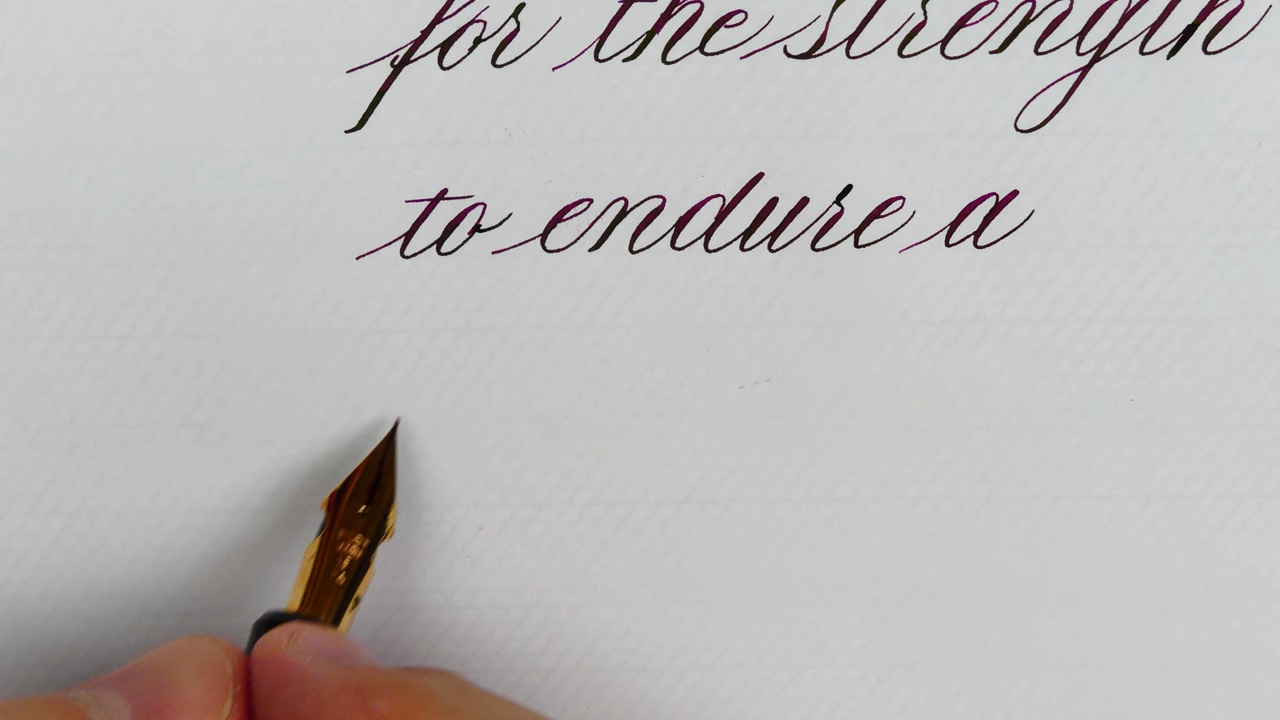 for the strength
to endure a